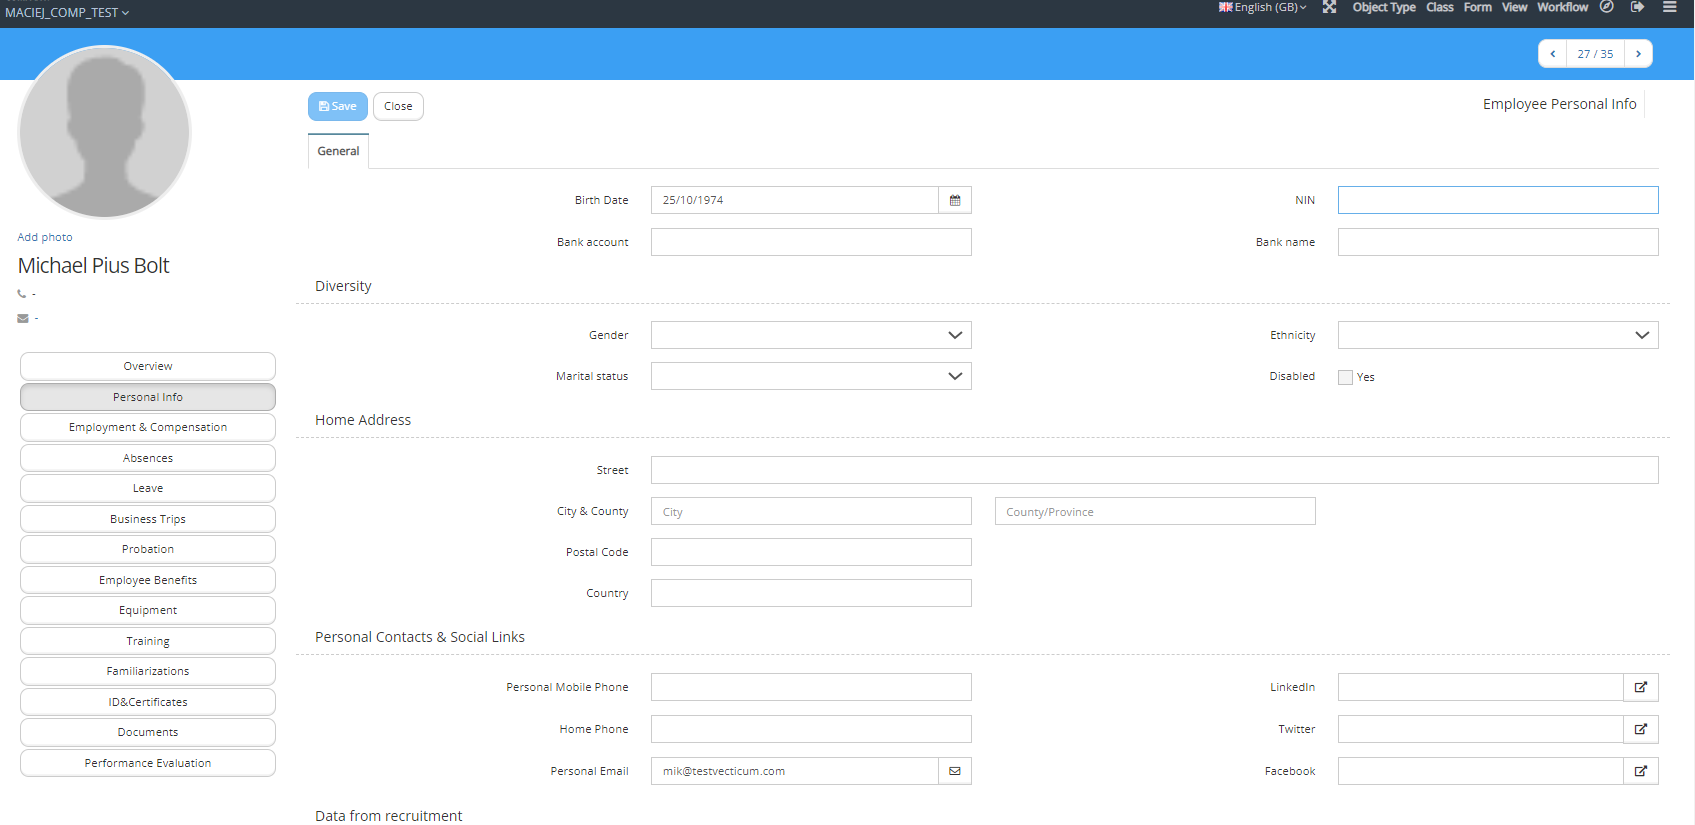 MACIEJ_COMP_TEST
English (GB)
Object Type Class Form View Workflow
27 / 35
Save Close
Employee Personal Info
General
Add photo
Michael Pius Bolt
-
-
Overview
Personal Info
Employment & Compensation
Absences
Leave
Business Trips
Probation
Employee Benefits
Equipment
Training
Familiarizations
ID&Certificates
Documents
Performance Evaluation
Birth Date 25/10/1974 NIN
Bank account Bank name
Diversity
Gender Ethnicity
Marital status Disabled Yes
Home Address
Street
City & County City County/Province
Postal Code
Country
Personal Contacts & Social Links
Personal Mobile Phone LinkedIn
Home Phone Twitter
Personal Email mik@testvecticum.com Facebook
Data from recruitment